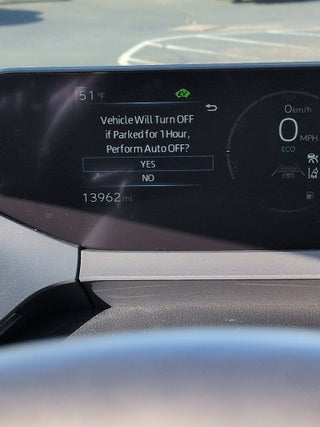 51°F
EV
Vehicle Will Turn OFF
if Parked for 1 Hour,
Perform Auto OFF?
YES
NO
13962 mi
0 km/h
0 MPH
ECO